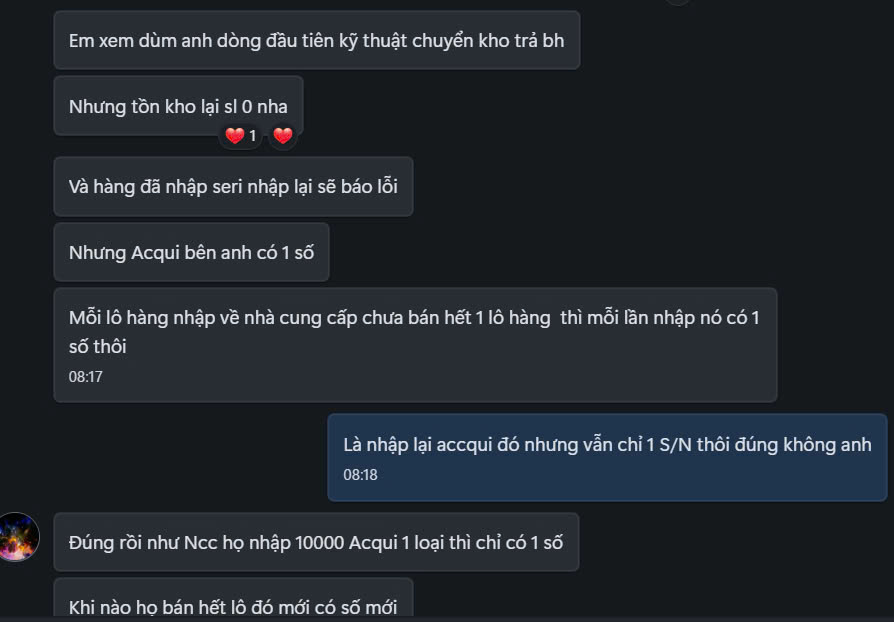 Em xem dùm anh dòng đầu tiên kỹ thuật chuyển kho trả bh
Nhưng tồn kho lại sl 0 nha
1
Và hàng đã nhập seri nhập lại sẽ báo lỗi
Nhưng Acqui bên anh có 1 số
Mỗi lô hàng nhập về nhà cung cấp chưa bán hết 1 lô hàng thì mỗi lần nhập nó có 1
số thôi
08:17
Là nhập lại accqui đó nhưng vẫn chỉ 1 S/N thôi đúng không anh
08:18
Đúng rồi như Ncc họ nhập 10000 Acqui 1 loại thì chỉ có 1 số
Khi nào họ bán hết lô đó mới có số mới